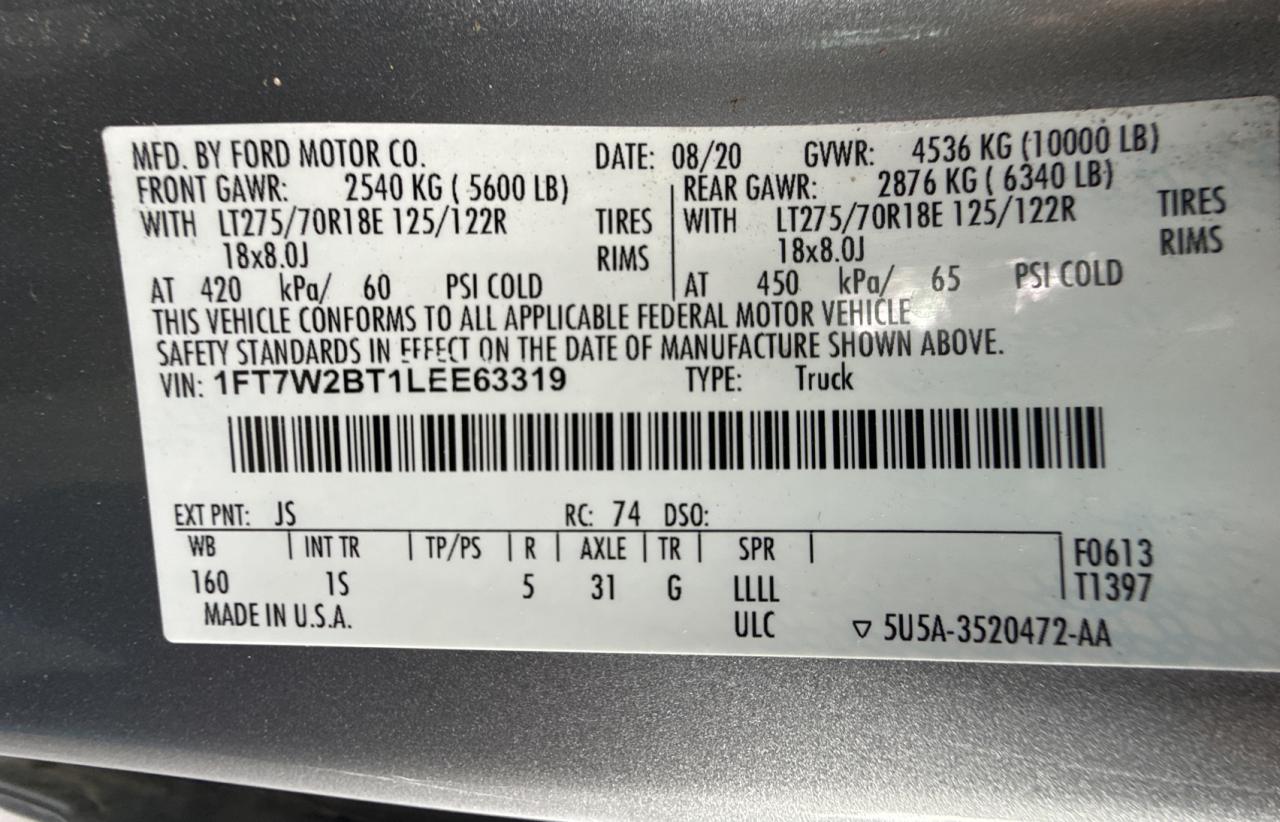 MFD. BY FORD MOTOR CO. DATE: 08/20 GVWR: 4536 KG (10000 LB)
FRONT GAWR: 2540 KG ( 5600 LB) REAR GAWR: 2876 KG ( 6340 LB)
WITH LT275/70R18E 125/122R TIRES WITH LT275/70R18E 125/122R TIRES
18x8.0J RIMS 18x8.0J RIMS
AT 420 kPa/ 60 PSI COLD AT 450 kPa/ 65 PSI COLD
THIS VEHICLE CONFORMS TO ALL APPLICABLE FEDERAL MOTOR VEHICLE
SAFETY STANDARDS IN EFFECT ON THE DATE OF MANUFACTURE SHOWN ABOVE.
VIN: 1FT7W2BT1LEE63319 TYPE: Truck
EXT PNT: JS RC: 74 DSO:
WB INT TR TP/PS R AXLE TR SPR F0613
160 1S 5 31 G LLLL T1397
MADE IN U.S.A. ULC ▽ 5U5A-3520472-AA